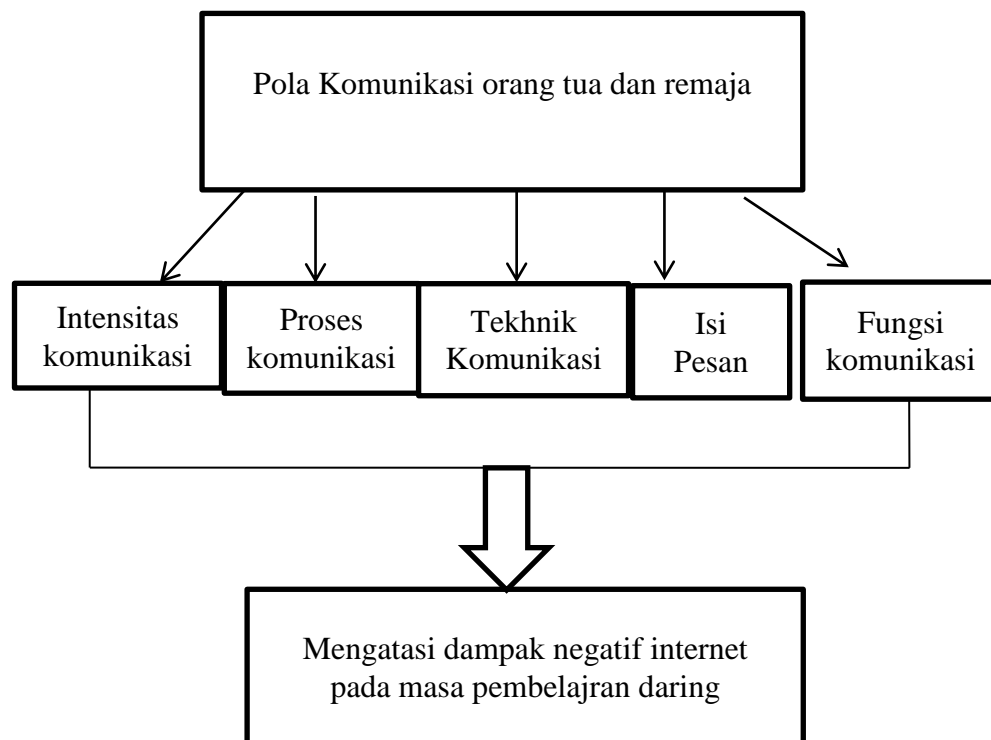 Pola Komunikasi orang tua dan remaja
Intensitas
komunikasi
Proses
komunikasi
Tekhnik
Komunikasi
Isi
Pesan
Fungsi
komunikasi
Mengatasi dampak negatif internet
pada masa pembelajran daring